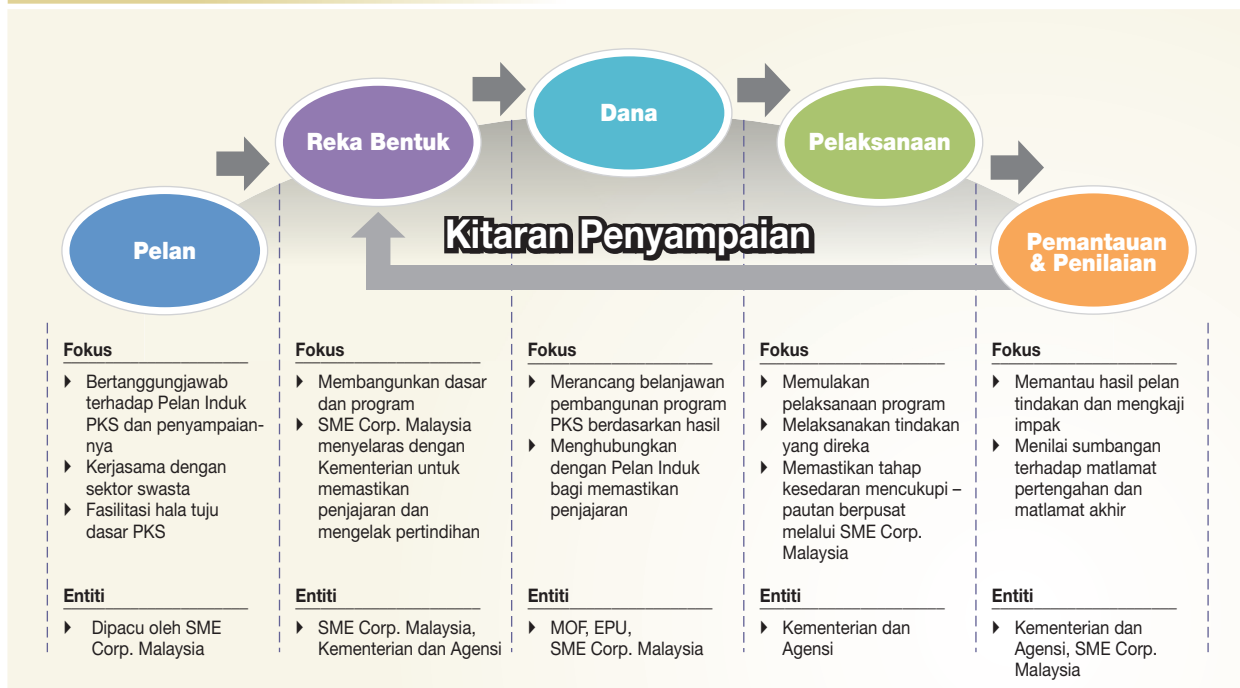 Pelan
Reka Bentuk
Dana
Pelaksanaan
Pemantauan
& Penilaian
Kitaran Penyampaian
Fokus
Bertanggungjawab
terhadap Pelan Induk
PKS dan penyampaian-
nya
Kerjasama dengan
sektor swasta
Fasilitasi hala tuju
dasar PKS
Entiti
Dipacu oleh SME
Corp. Malaysia
Fokus
Membangunkan dasar
dan program
SME Corp. Malaysia
menyelaras dengan
Kementerian untuk
memastikan
penjajaran dan
mengelak pertindihan
Entiti
SME Corp. Malaysia,
Kementerian dan Agensi
Fokus
Merancang belanjawan
pembangunan program
PKS berdasarkan hasil
Menghubungkan
dengan Pelan Induk
bagi memastikan
penjajaran
Entiti
MOF, EPU,
SME Corp. Malaysia
Fokus
Memulakan
pelaksanaan program
Melaksanakan tindakan
yang direka
Memastikan tahap
kesedaran mencukupi –
pautan berpusat
melalui SME Corp.
Malaysia
Entiti
Kementerian dan
Agensi
Fokus
Memantau hasil pelan
tindakan dan mengkaji
impak
Menilai sumbangan
terhadap matlamat
pertengahan dan
matlamat akhir
Entiti
Kementerian dan
Agensi, SME Corp.
Malaysia